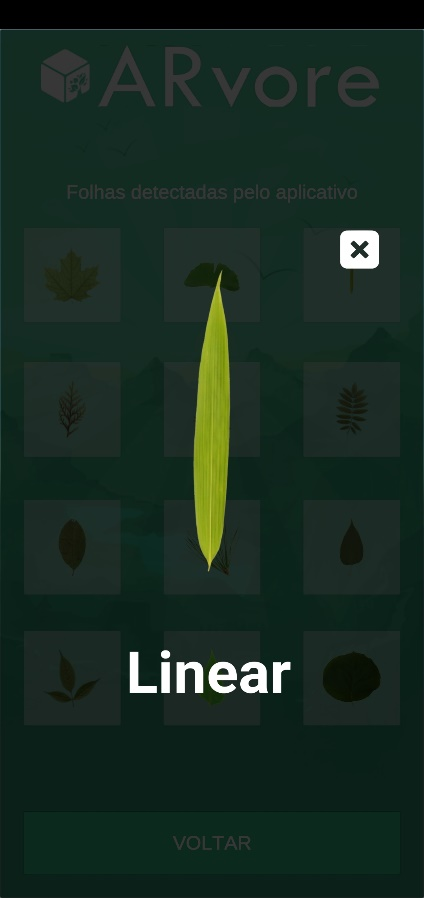 ARvore
Folhas detectadas pelo aplicativo
Linear
VOLTAR